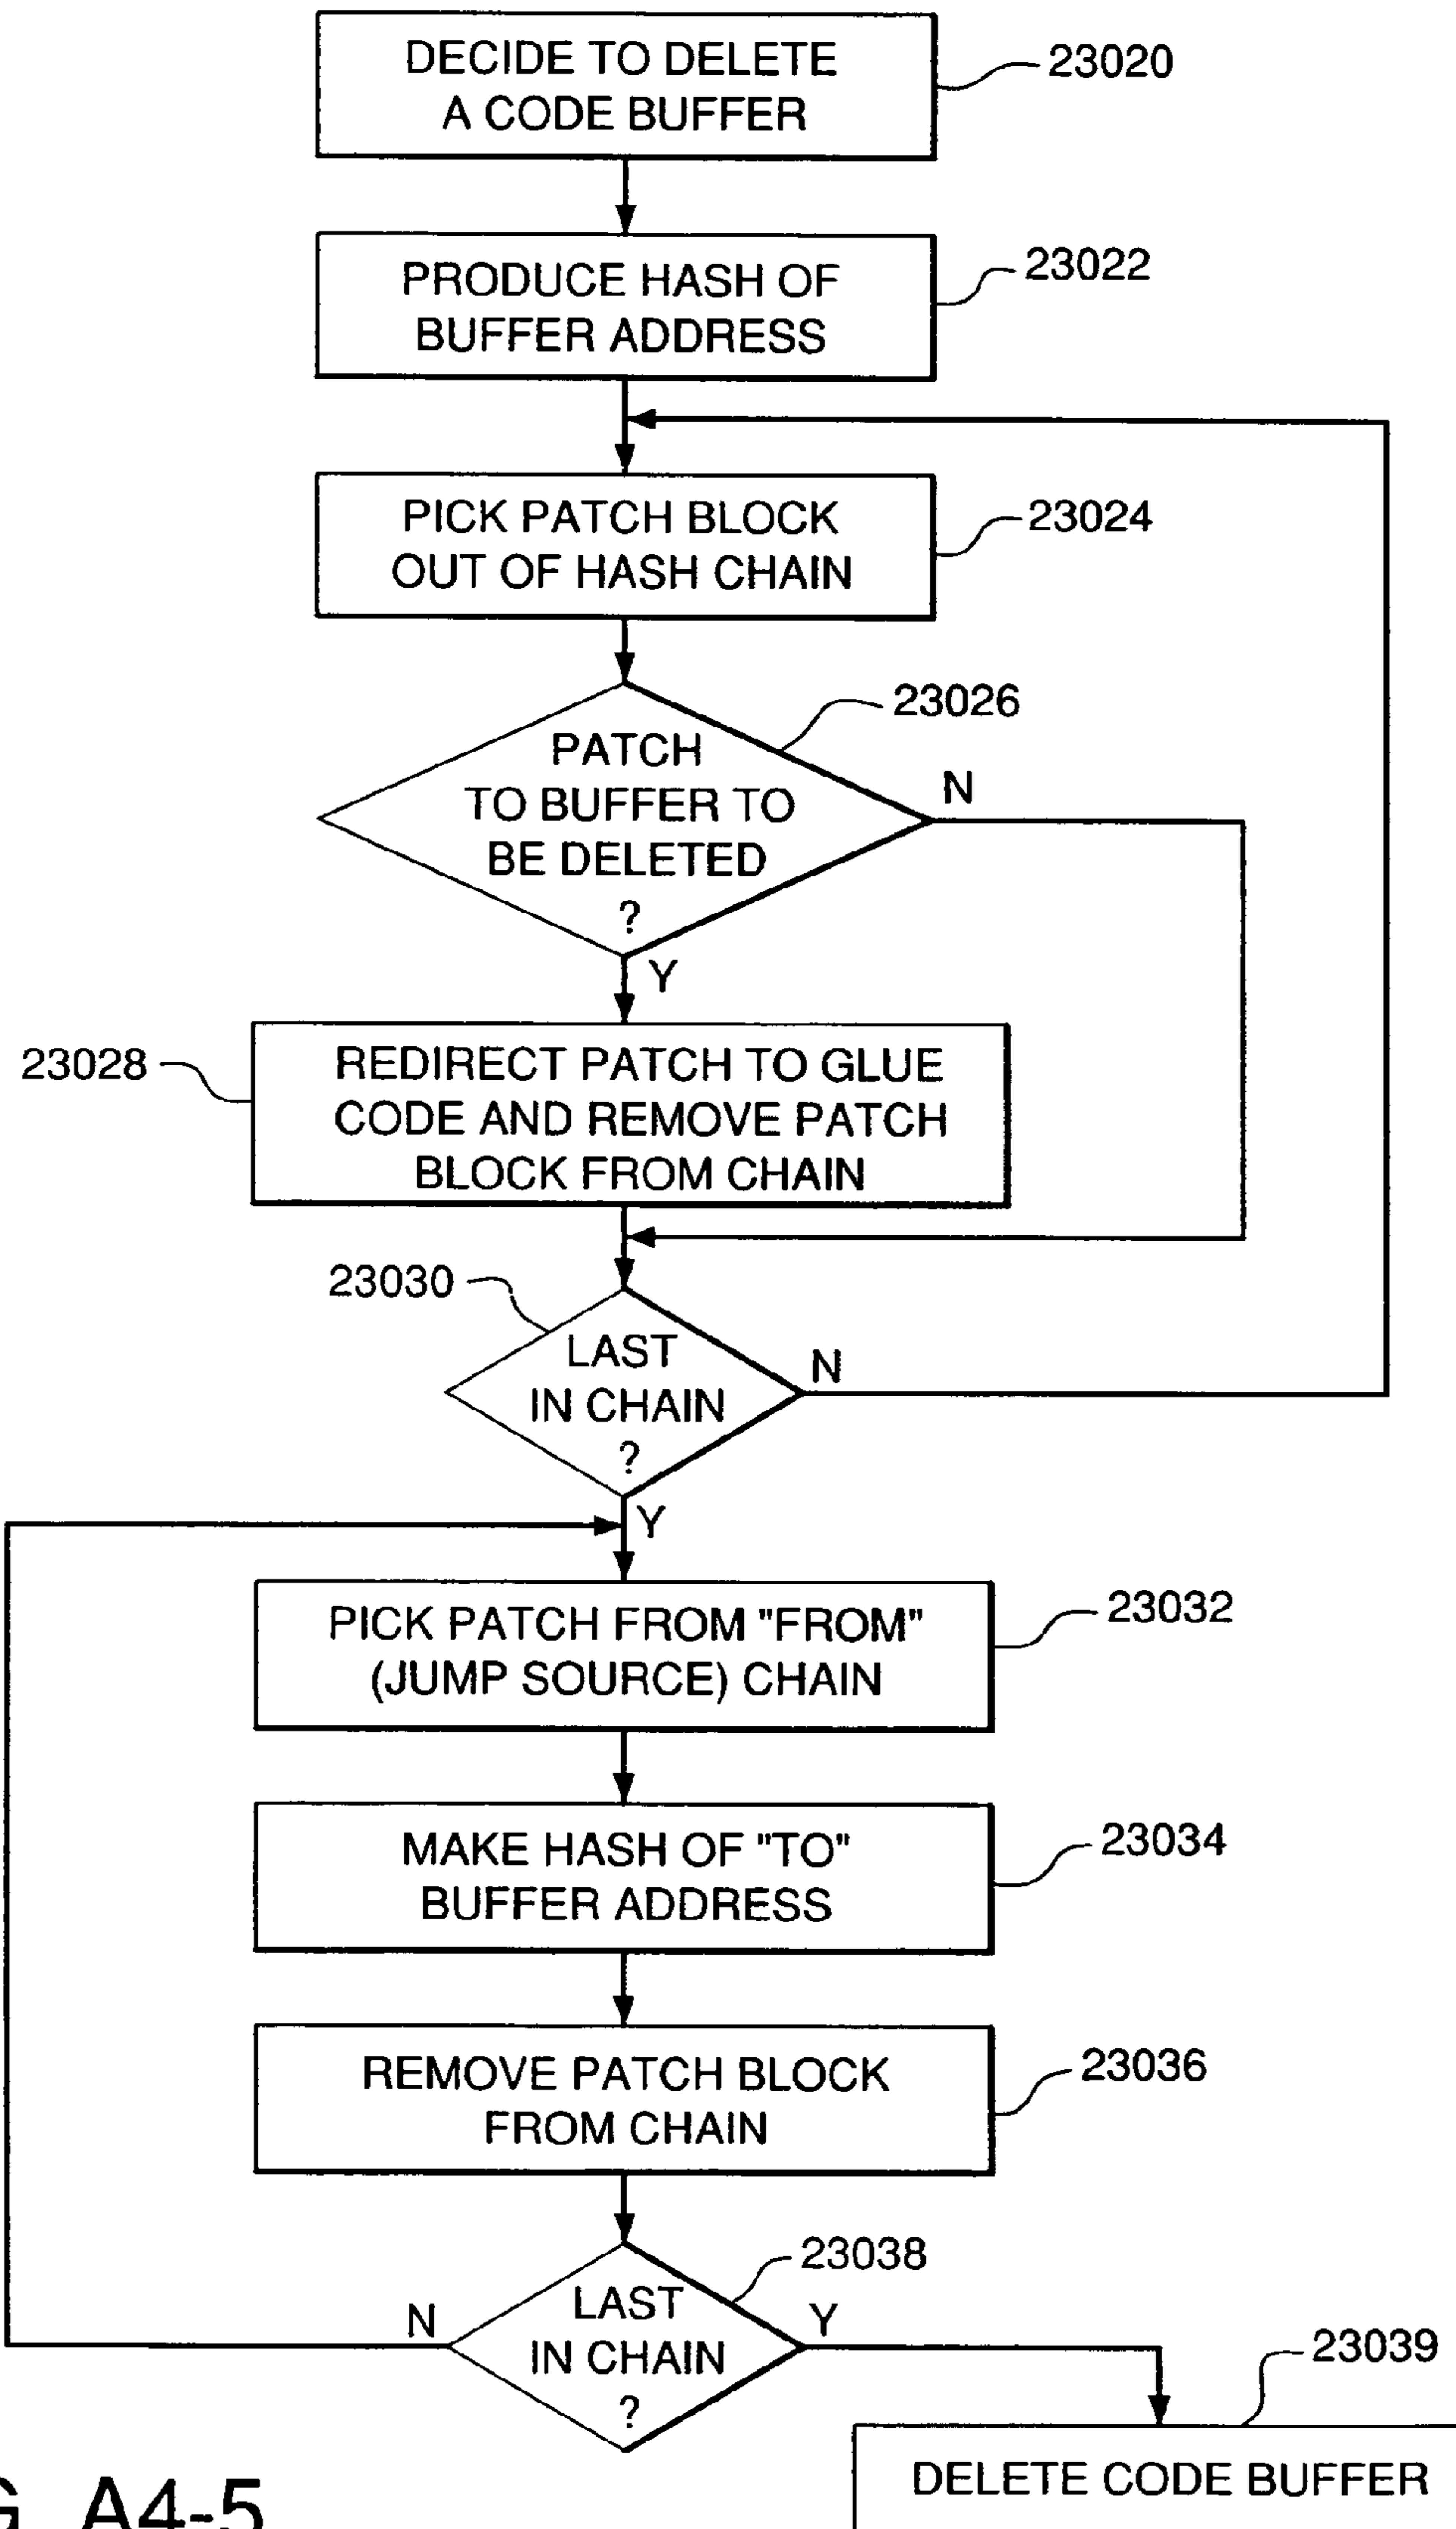 DECIDE TO DELETE
A CODE BUFFER
23020
PRODUCE HASH OF
BUFFER ADDRESS
23022
PICK PATCH BLOCK
OUT OF HASH CHAIN
23024
23026
PATCH
TO BUFFER TO
BE DELETED
?
N
Y
23028
REDIRECT PATCH TO GLUE
CODE AND REMOVE PATCH
BLOCK FROM CHAIN
23030
LAST
IN CHAIN
?
N
Y
PICK PATCH FROM "FROM"
(JUMP SOURCE) CHAIN
23032
MAKE HASH OF "TO"
BUFFER ADDRESS
23034
REMOVE PATCH BLOCK
FROM CHAIN
23036
23038
LAST
IN CHAIN
?
N
Y
23039
DELETE CODE BUFFER
A4-5